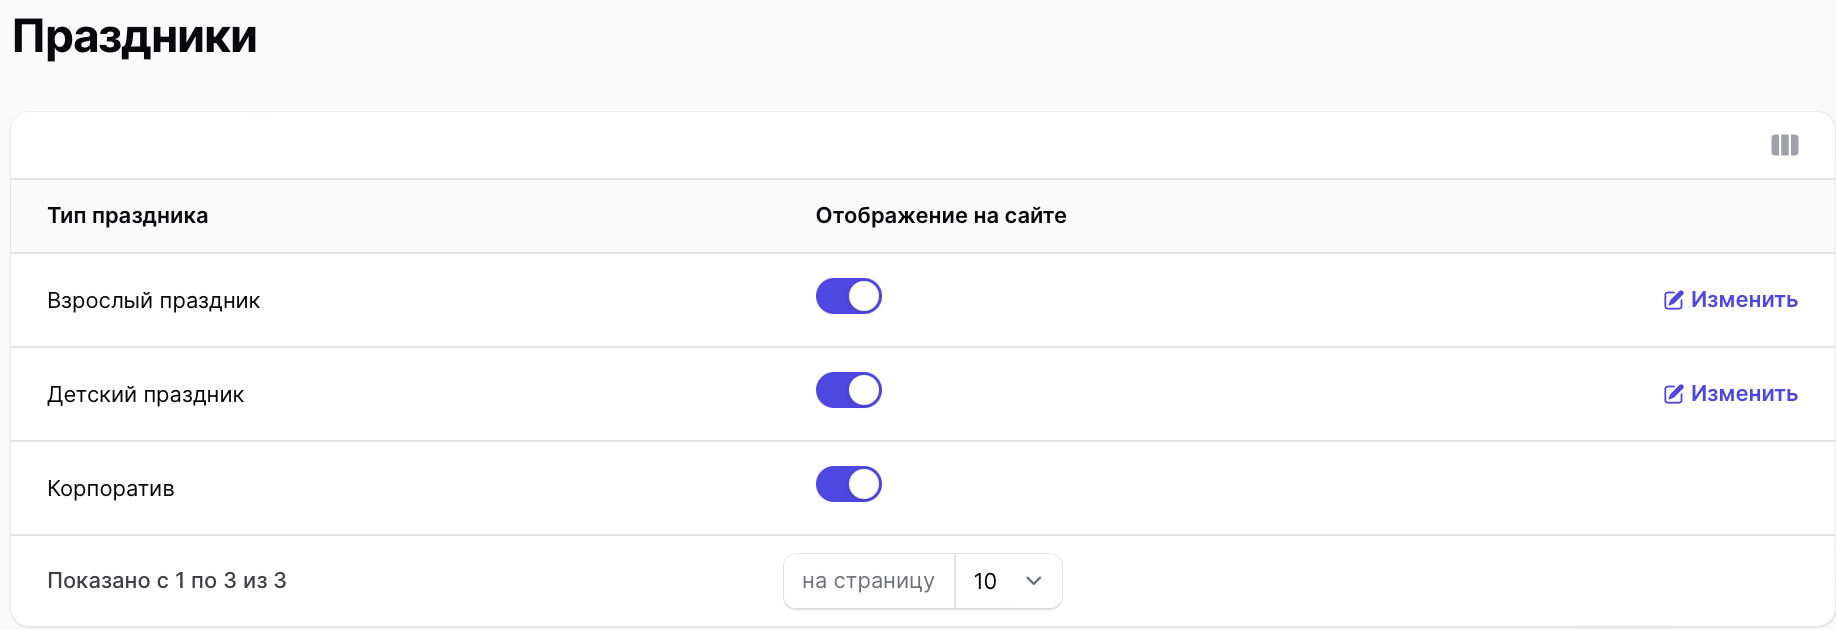 Праздники
Тип праздника Отображение на сайте
Взрослый праздник Изменить
Детский праздник Изменить
Корпоратив
Показано с 1 по 3 из 3 на страницу 10